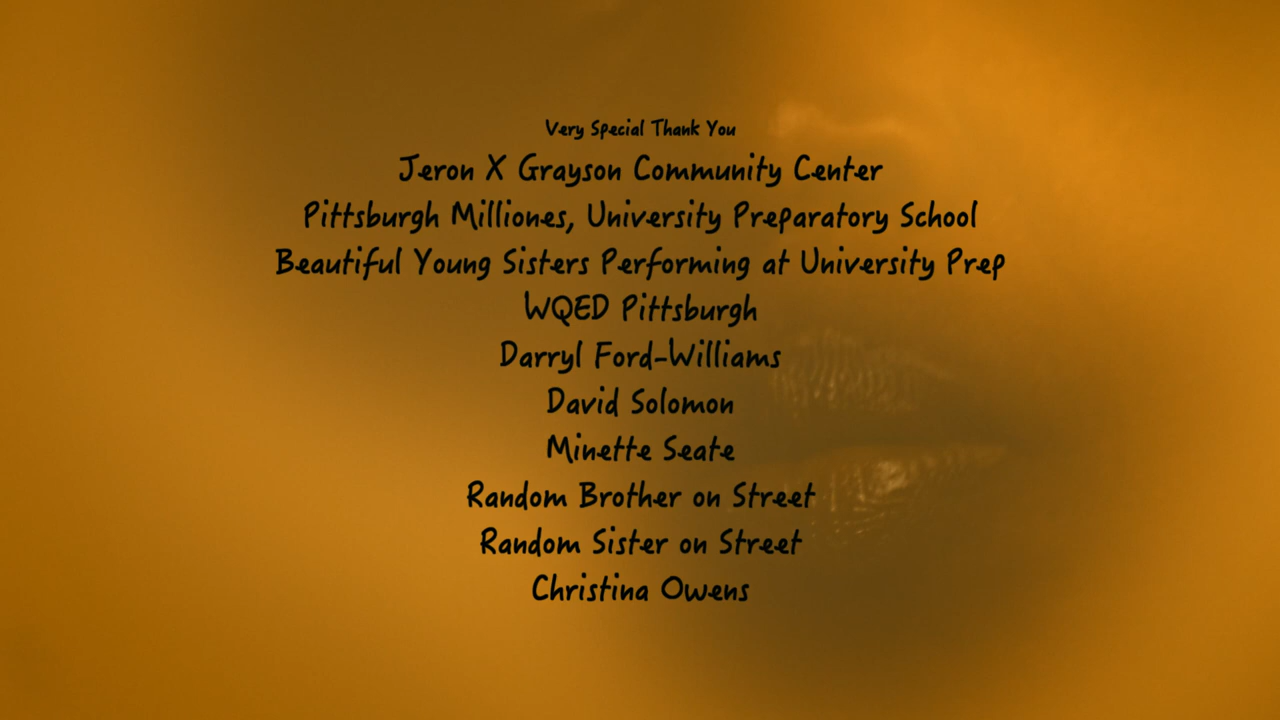 Very Special Thank You
Jeron X Grayson Community Center
Pittsburgh Milliones, University Preparatory School
Beautiful Young Sisters Performing at University Prep
WQED Pittsburgh
Darryl Ford-Williams
David Solomon
Minette Seate
Random Brother on Street
Random Sister on Street
Christina Owens